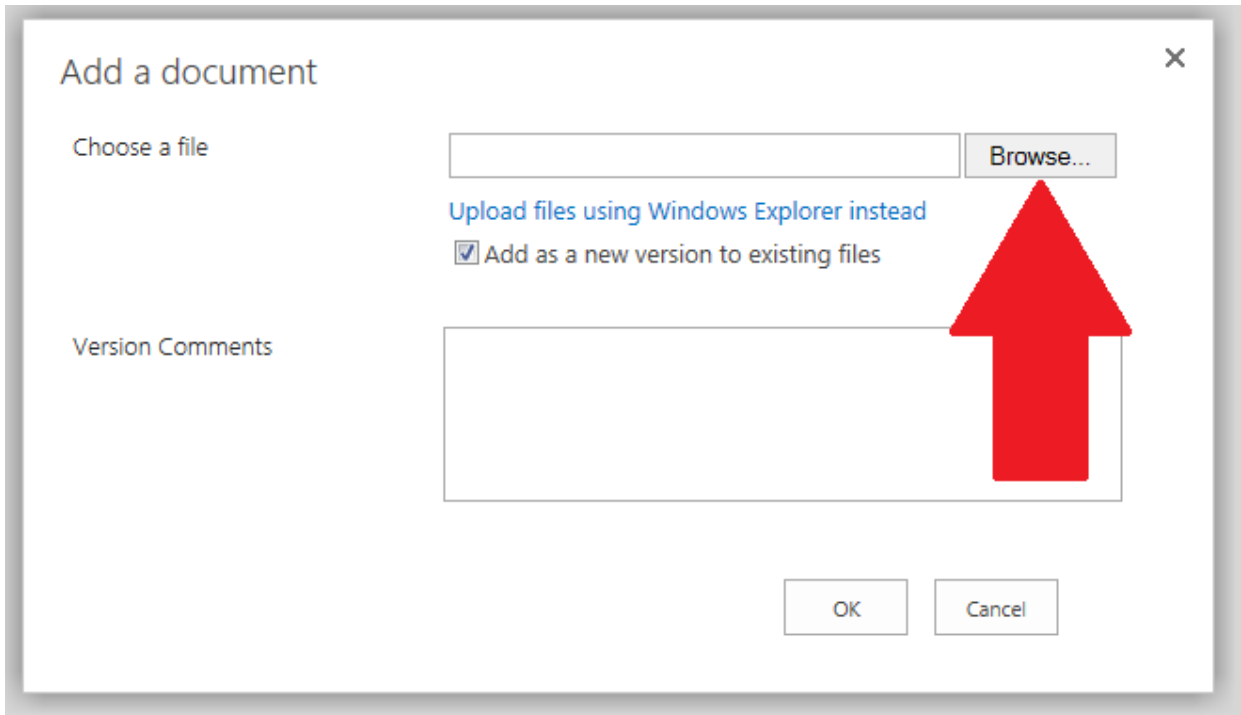 Add a document
Choose a file
Browse...
Upload files using Windows Explorer instead
Add as a new version to existing files
Version Comments
OK
Cancel